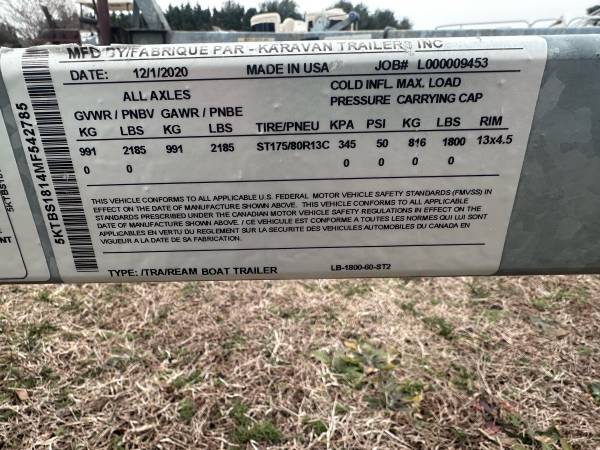 MFD BY/FABRIQUE PAR - KARAVAN TRAILERS INC
DATE: 12/1/2020 MADE IN USA JOB# L000009453
ALL AXLES COLD INFL. MAX. LOAD
GVWR / PNBV GAWR / PNBE PRESSURE CARRYING CAP
KG LBS KG LBS TIRE/PNEU KPA PSI KG LBS RIM
991 2185 991 2185 ST175/80R13C 345 50 816 1800 13x4.5
0 0 0 0
THIS VEHICLE CONFORMS TO ALL APPLICABLE U.S. FEDERAL MOTOR VEHICLE SAFETY STANDARDS (FMVSS) IN
EFFECT ON THE DATE OF MANUFACTURE SHOWN ABOVE. THIS VEHICLE CONFORMS TO ALL APPLICABLE
STANDARDS PRESCRIBED UNDER THE CANADIAN MOTOR VEHICLE SAFETY REGULATIONS IN EFFECT ON THE
DATE OF MANUFACTURE / CE VEHICULE EST CONFORME A TOUTES LES NORMES QU LUI SONT
APPLICABLES EN VERTU DU REGLEMENT SUR LA SECURITE DES VEHICULES AUTOMOBILES DU CANADA EN
VIGUEUR A LA DATE DE SA FABRICATION.
TYPE: /TRA/REAM BOAT TRAILER LB-1800-60-ST2
5KTBS1814MF542785